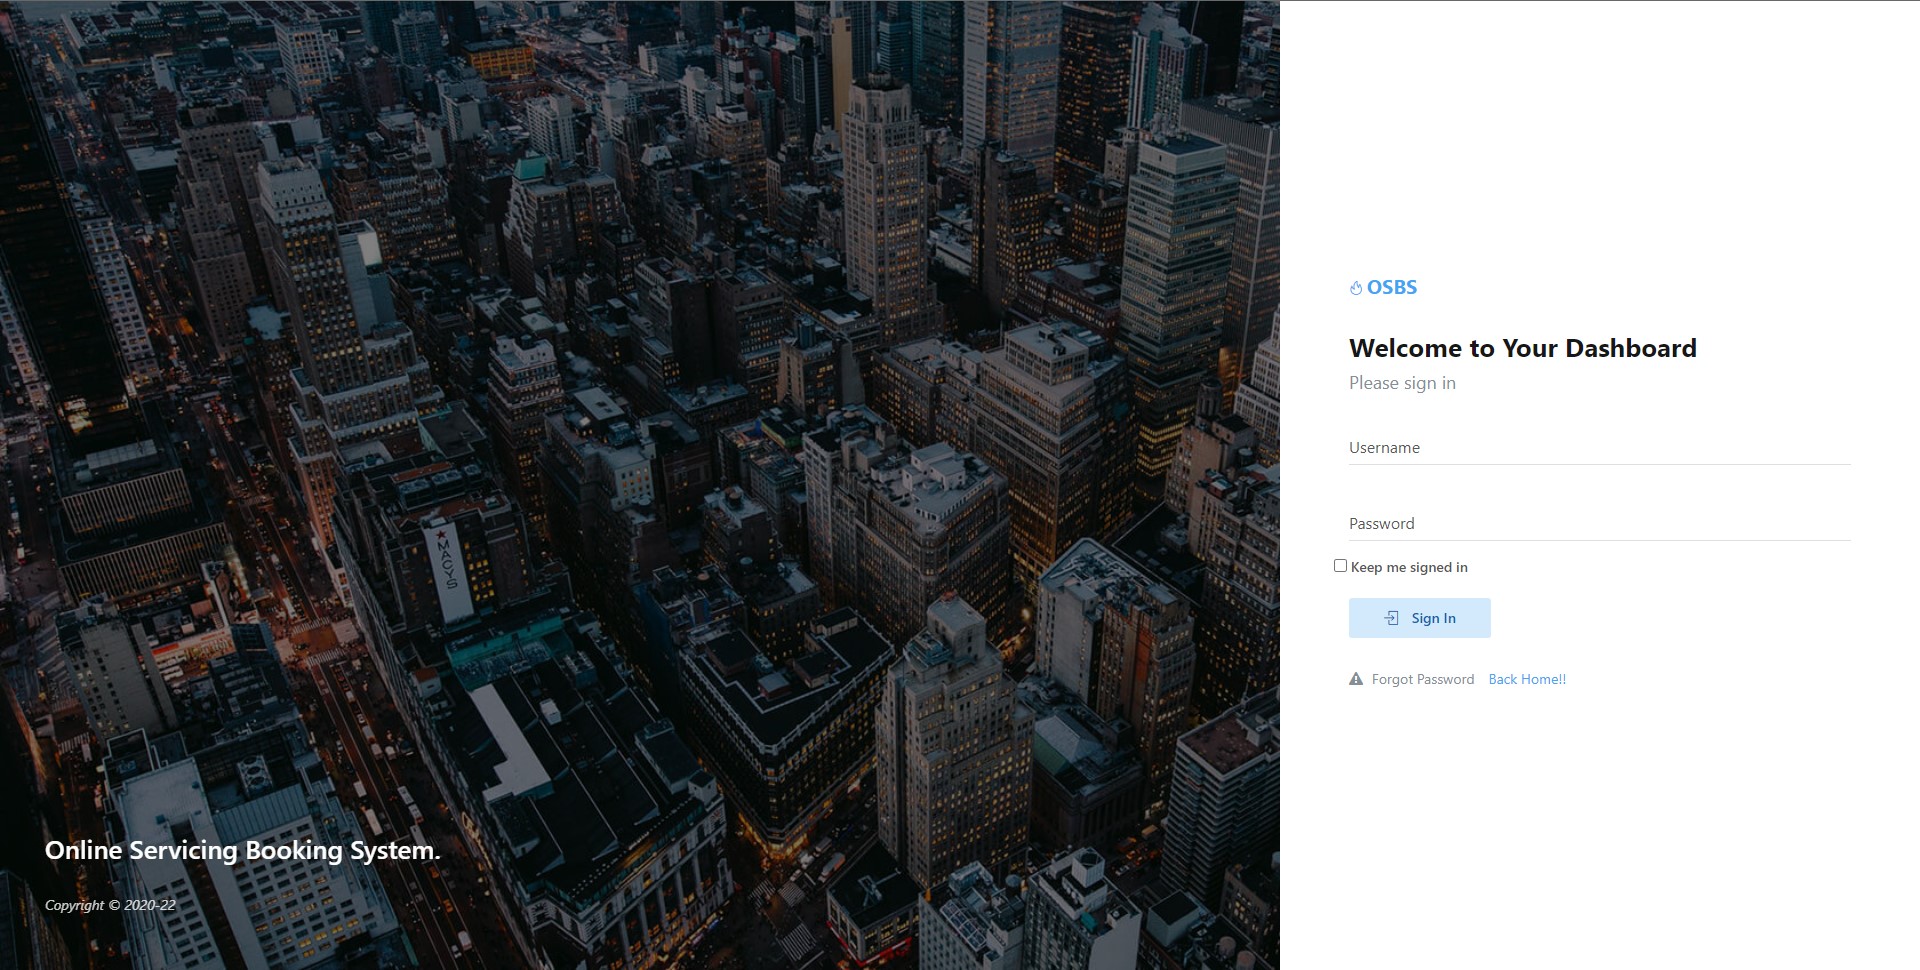 MACYS
Online Servicing Booking System.
Copyright © 2020-22
OSBS
Welcome to Your Dashboard
Please sign in
Username
Password
Keep me signed in
Sign In
Forgot Password Back Home!!